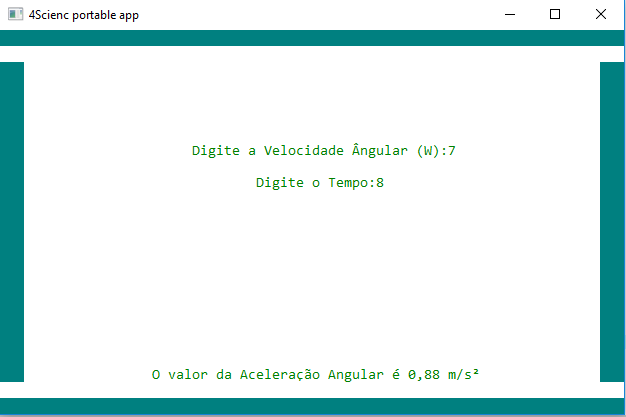 4Scienc portable app
Digite a Velocidade Ângular (W):7
Digite o Tempo:8
O valor da Aceleração Angular é 0,88 m/s²